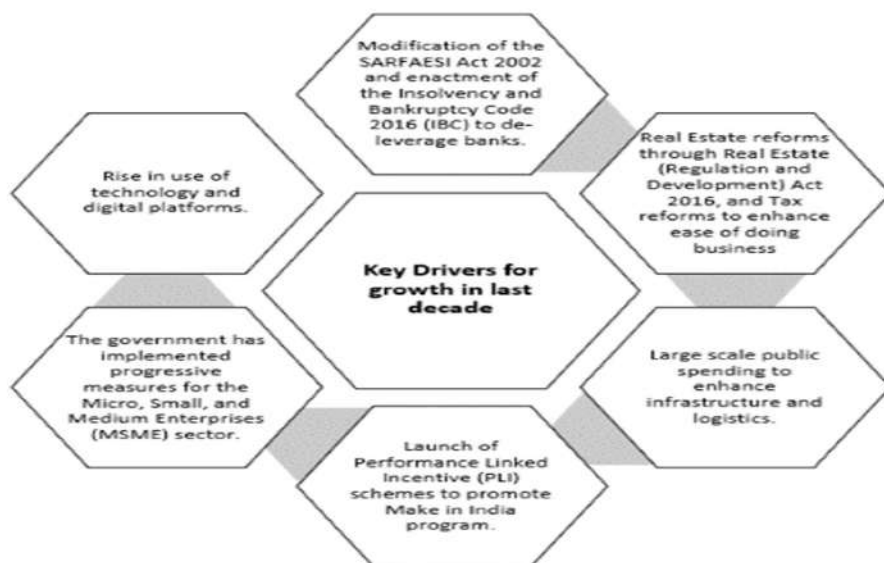 Modification of the
SARFAESI Act 2002
and enactment of
the Insolvency and
Bankruptcy Code
2016 (IBC) to de-
leverage banks.
Real Estate reforms
through Real Estate
(Regulation and
Development) Act
2016, and Tax
reforms to enhance
ease of doing
business
Large scale public
spending to
enhance
infrastructure and
logistics.
Launch of
Performance Linked
Incentive (PLI)
schemes to promote
Make in India
program.
The government has
implemented
progressive
measures for the
Micro, Small, and
Medium Enterprises
(MSME) sector.
Rise in use of
technology and
digital platforms.
Key Drivers for
growth in last
decade